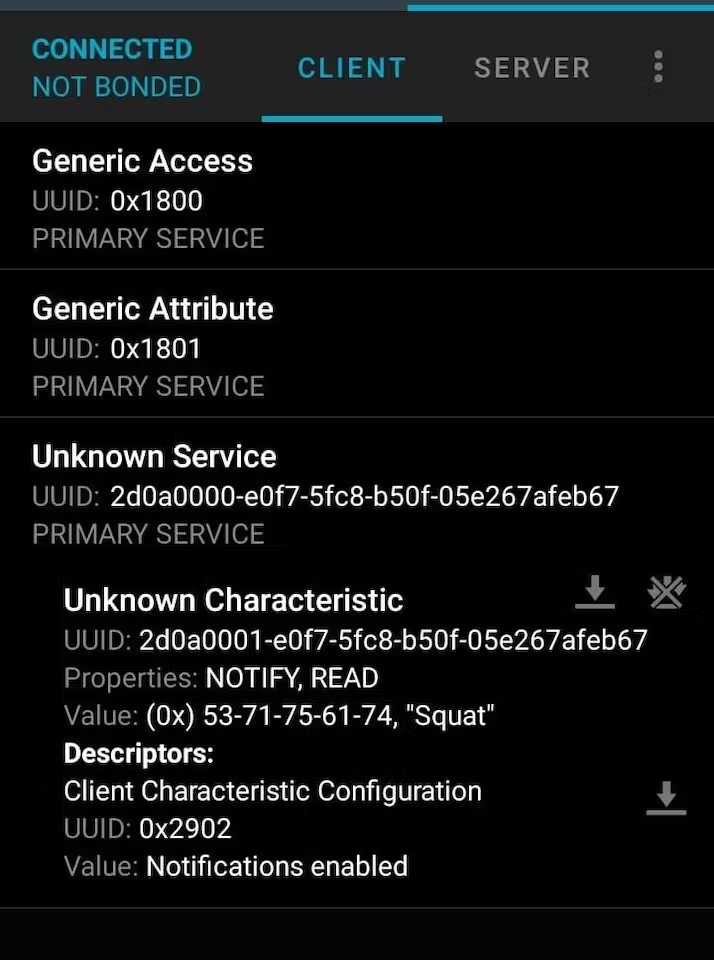 CONNECTED
NOT BONDED
CLIENT
SERVER
Generic Access
UUID: 0x1800
PRIMARY SERVICE
Generic Attribute
UUID: 0x1801
PRIMARY SERVICE
Unknown Service
UUID: 2d0a0000-e0f7-5fc8-b50f-05e267afeb67
PRIMARY SERVICE
Unknown Characteristic
UUID: 2d0a0001-e0f7-5fc8-b50f-05e267afeb67
Properties: NOTIFY, READ
Value: (0x) 53-71-75-61-74, "Squat"
Descriptors:
Client Characteristic Configuration
UUID: 0x2902
Value: Notifications enabled